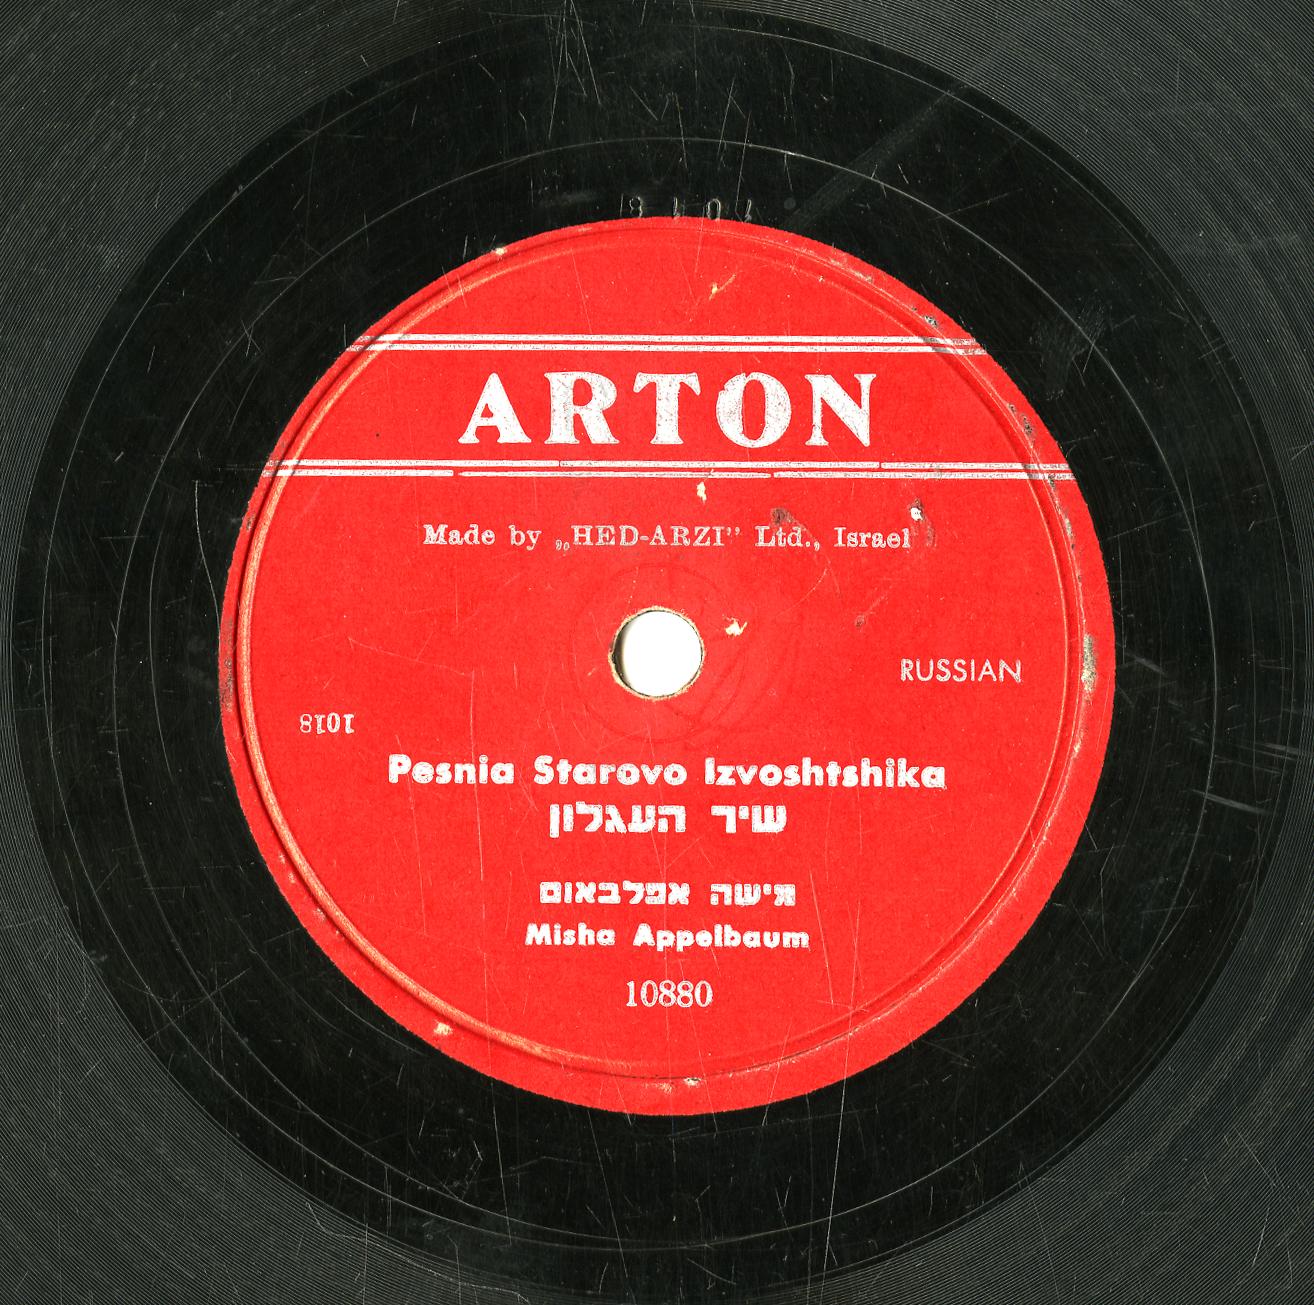 1018
ARTON
Made by „HED-ARZI” Ltd., Israel
RUSSIAN
1018
Pesnia Starovo Izvoshtshika
שיר העגלון
מישה אפלבאום
Misha Appelbaum
10880